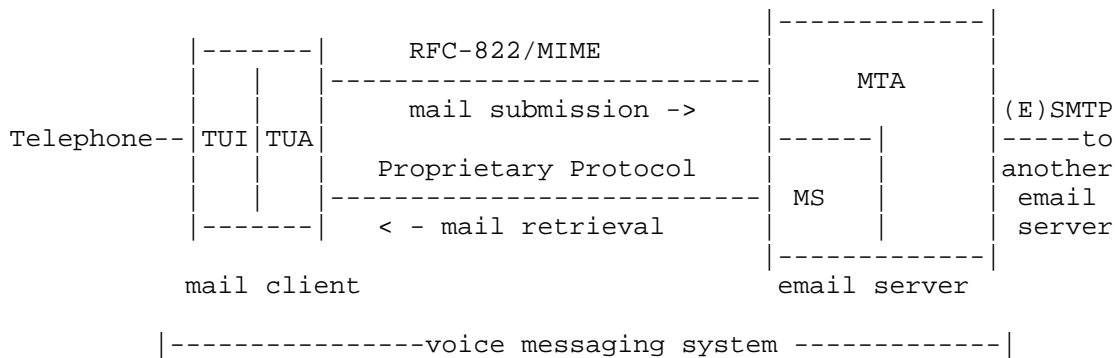 |-------------|
           |-------|    RFC-822/MIME           |             |
           |   |   |---------------------------|     MTA     |
           |   |   |     mail submission ->    |             |(E)SMTP
Telephone--|TUI|TUA|                           |------|      |-----to
           |   |   |   Proprietary Protocol    |      |      |another
           |   |   |---------------------------| MS   |      | email
           |-------|   < - mail retrieval      |      |      | server
                                               |-------------|
           mail client                          email server

         |----------------voice messaging system -------------|